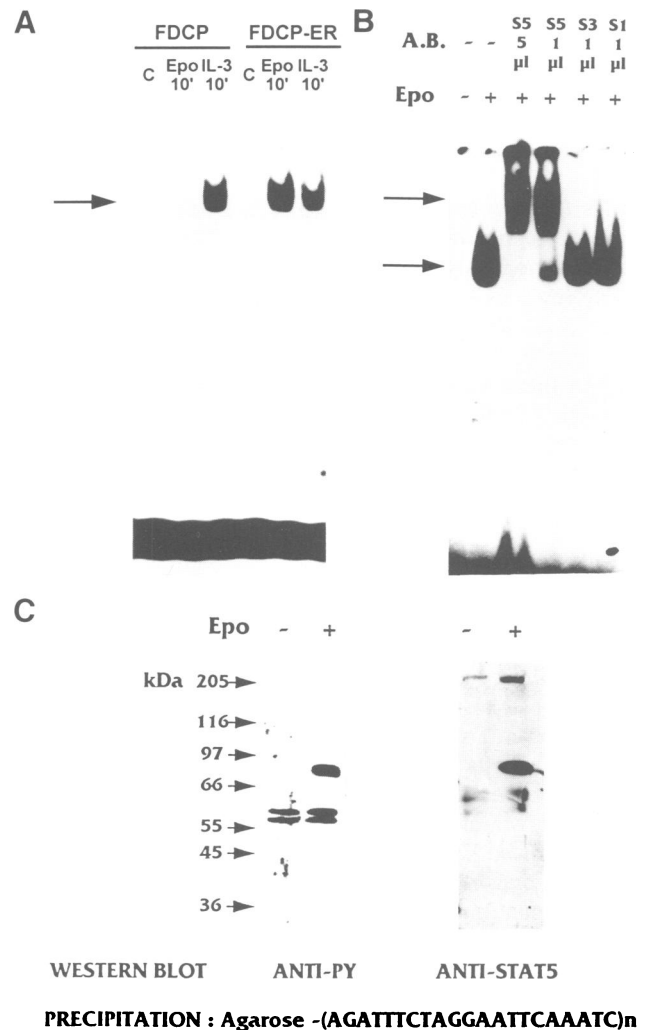 A
FDCP FDCP-ER
C Epo IL-3 C Epo IL-3
10' 10' 10' 10'
B
A.B. - - S5 S5 S3 S1
5 1 1 1
µl µl µl µl
Epo - + + + + +
C
Epo - + - +
kDa 205
116
97
66
55
45
36
WESTERN BLOT ANTI-PY ANTI-STAT5
PRECIPITATION : Agarose -(AGATTTCTAGGAATTCAAATC)n